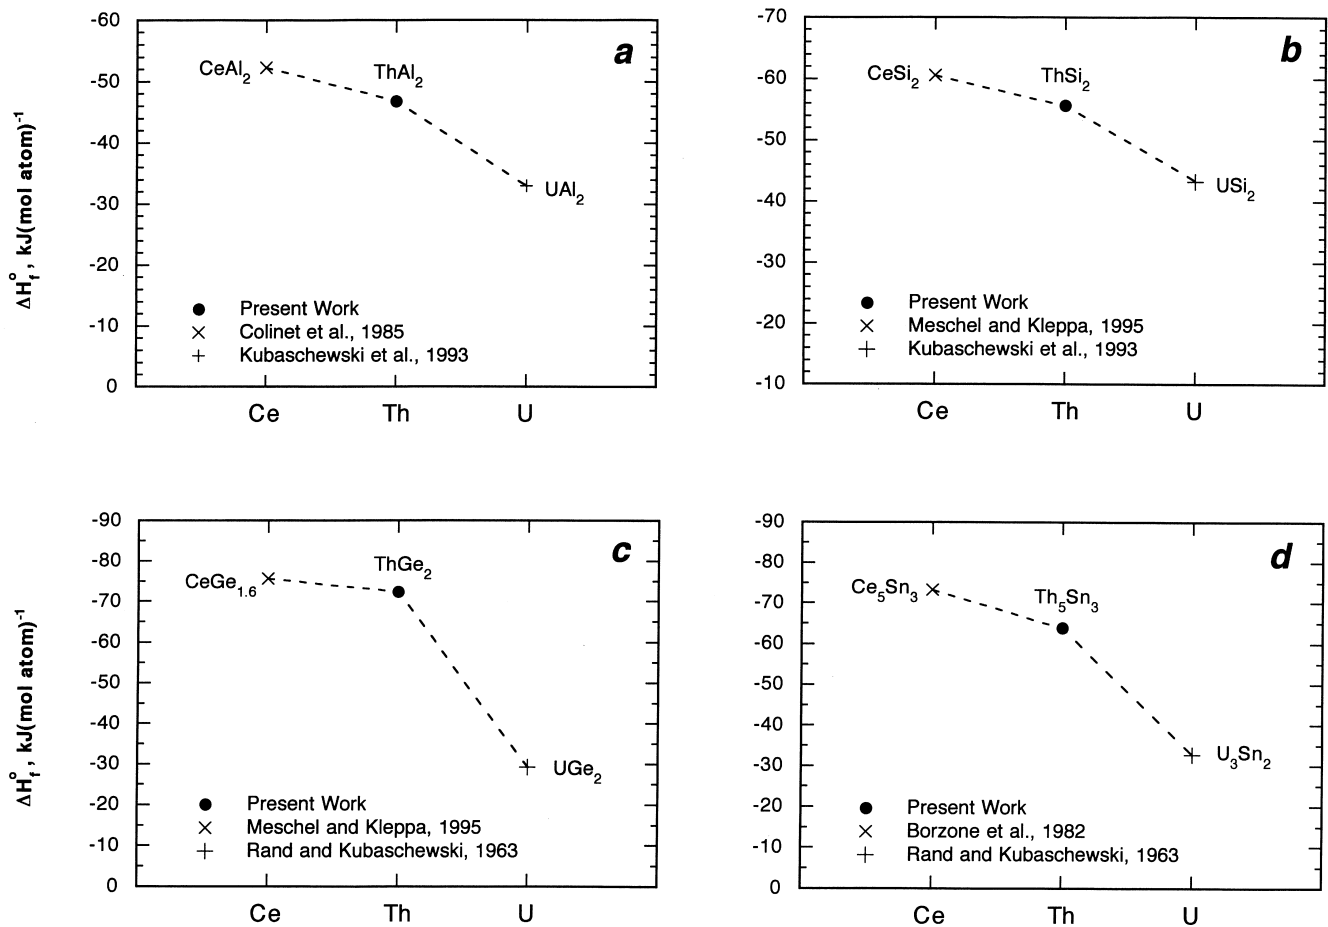 -60
-50
-40
-30
-20
-10
0
ΔH°f , kJ(mol atom)-1
a
CeAl2
ThAl2
UAl2
Present Work
Colinet et al., 1985
Kubaschewski et al., 1993
Ce Th U
-70
-60
-50
-40
-30
-20
-10
b
CeSi2
ThSi2
USi2
Present Work
Meschel and Kleppa, 1995
Kubaschewski et al., 1993
Ce Th U
-90
-80
-70
-60
-50
-40
-30
-20
-10
0
ΔH°f , kJ(mol atom)-1
c
CeGe1.6
ThGe2
UGe2
Present Work
Meschel and Kleppa, 1995
Rand and Kubaschewski, 1963
Ce Th U
-90
-80
-70
-60
-50
-40
-30
-20
-10
0
d
Ce5Sn3
Th5Sn3
U3Sn2
Present Work
Borzone et al., 1982
Rand and Kubaschewski, 1963
Ce Th U